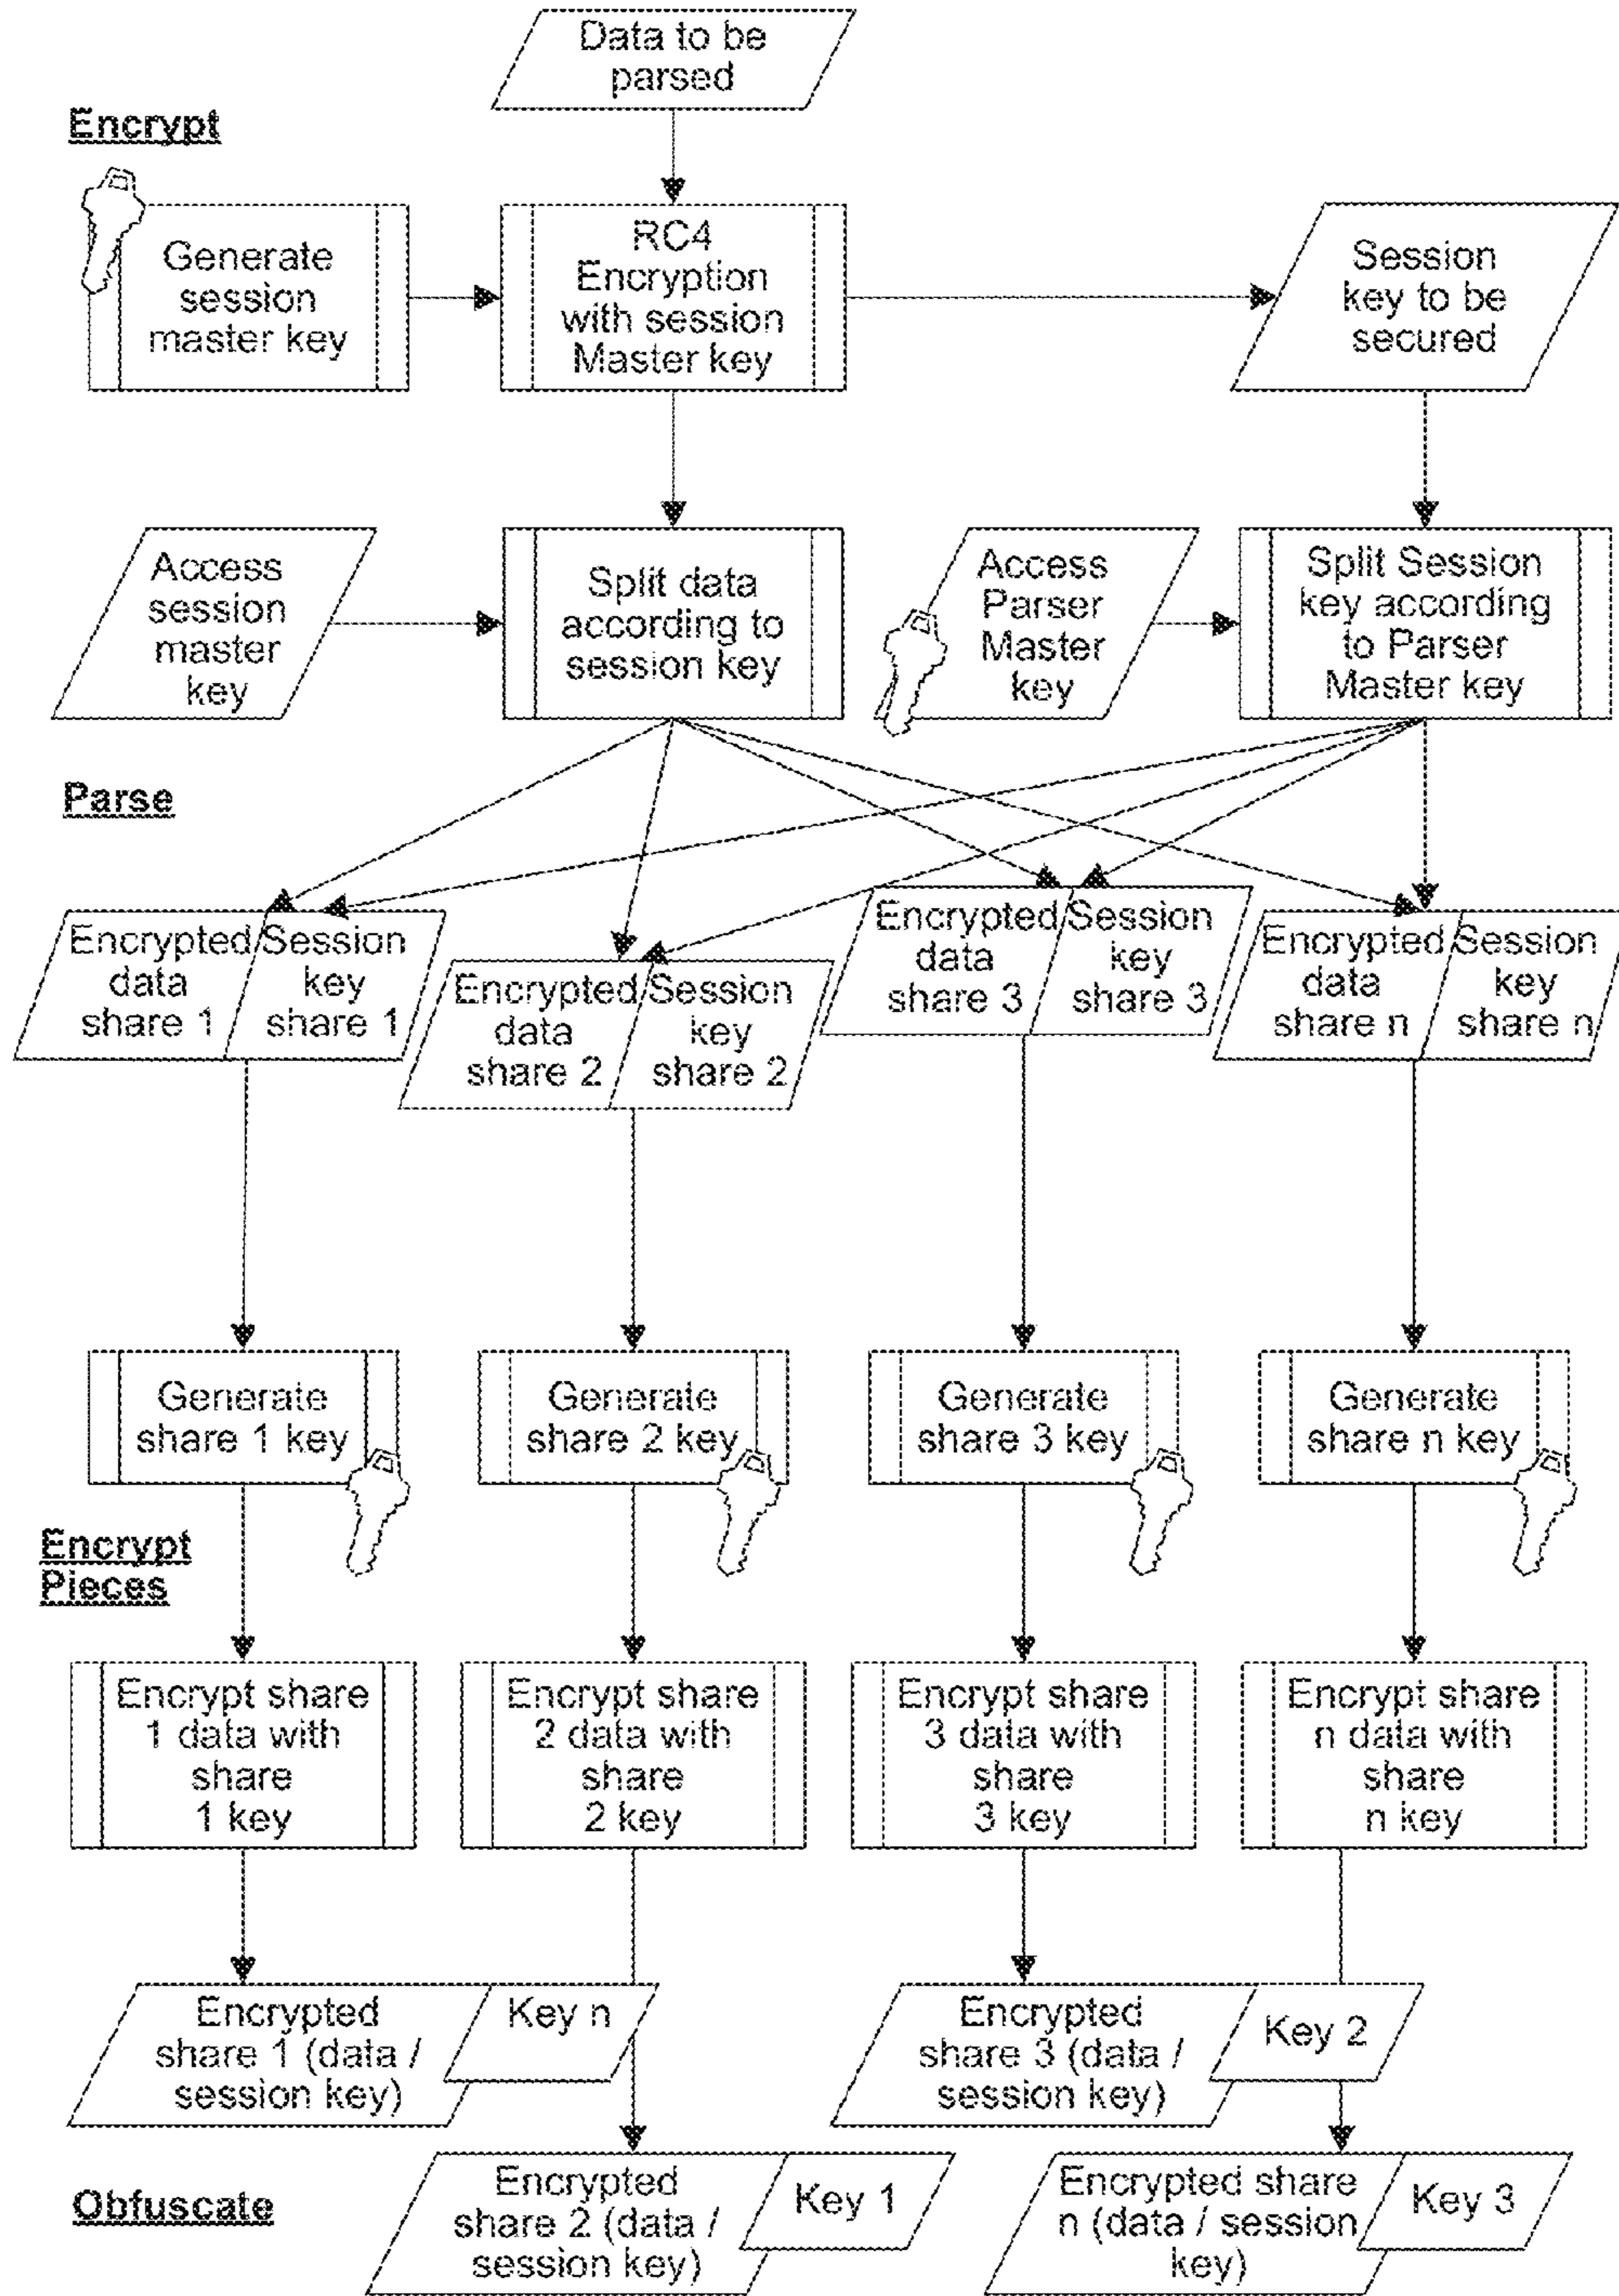 Data to be
parsed
Encrypt
Generate
session
master key
RC4
Encryption
with session
Master key
Session
key to be
secured
Access
session
master
key
Split data
according to
session key
Access
Parser
Master
key
Split Session
key according
to Parser
Master key
Parse
Encrypted
data
share 1
Session
key
share 1
Encrypted
data
share 2
Session
key
share 2
Encrypted
data
share 3
Session
key
share 3
Encrypted
data
share n
Session
key
share n
Generate
share 1 key
Generate
share 2 key
Generate
share 3 key
Generate
share n key
Encrypt
Pieces
Encrypt share
1 data with
share
1 key
Encrypt share
2 data with
share
2 key
Encrypt share
3 data with
share
3 key
Encrypt share
n data with
share
n key
Encrypted
share 1 (data /
session key)
Key n
Encrypted
share 3 (data /
session key)
Key 2
Obfuscate
Encrypted
share 2 (data /
session key)
Key 1
Encrypted share
n (data / session
key)
Key 3